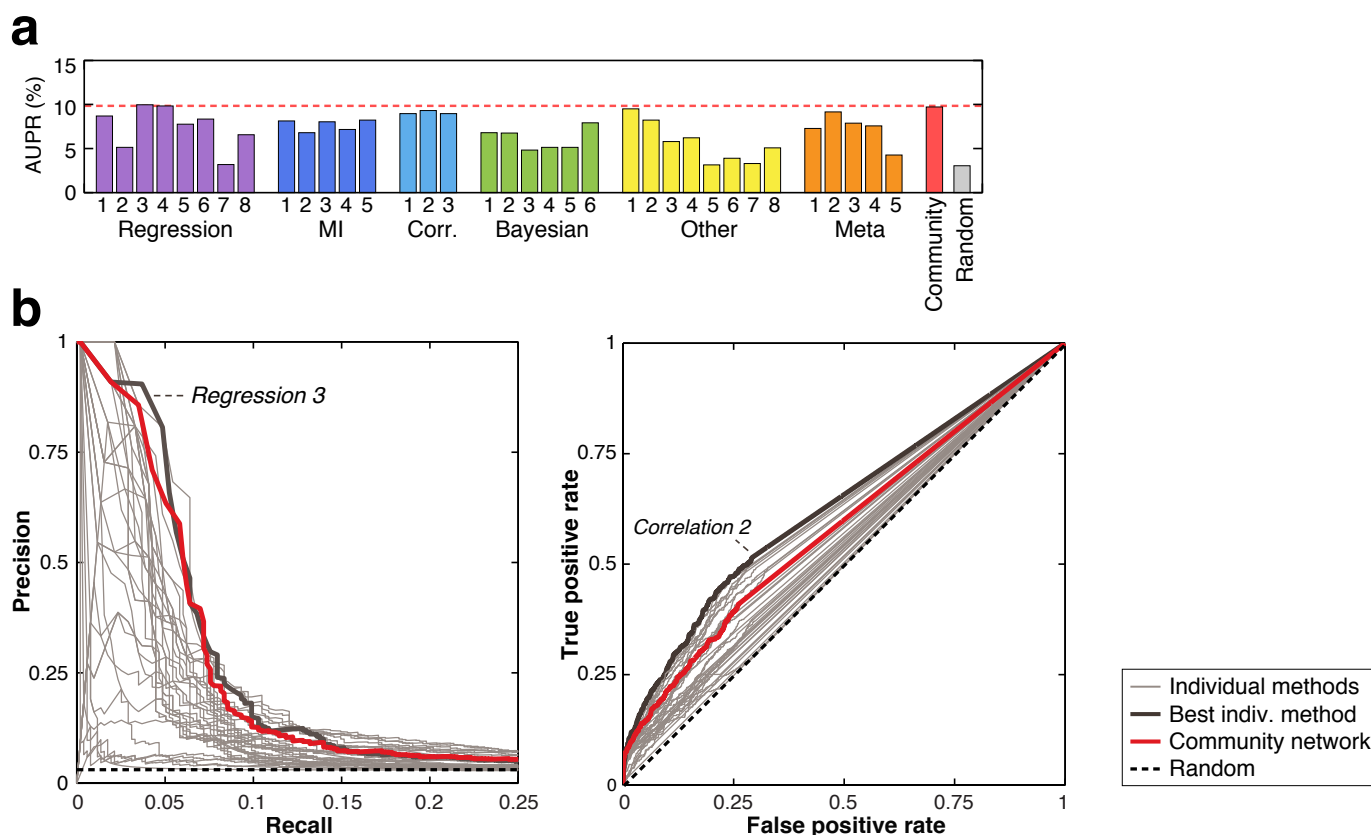 a
15
10
5
0
AUPR (%)
1 2 3 4 5 6 7 8
1 2 3 4 5
1 2 3
1 2 3 4 5 6
1 2 3 4 5 6 7 8
1 2 3 4 5
Regression
MI
Corr.
Bayesian
Other
Meta
Community
Random
b
1
0.75
0.5
0.25
0
Precision
Regression 3
0 0.05 0.1 0.15 0.2 0.25
Recall
1
0.75
0.5
0.25
0
True positive rate
Correlation 2
0 0.25 0.5 0.75 1
False positive rate
Individual methods
Best indiv. method
Community network
Random